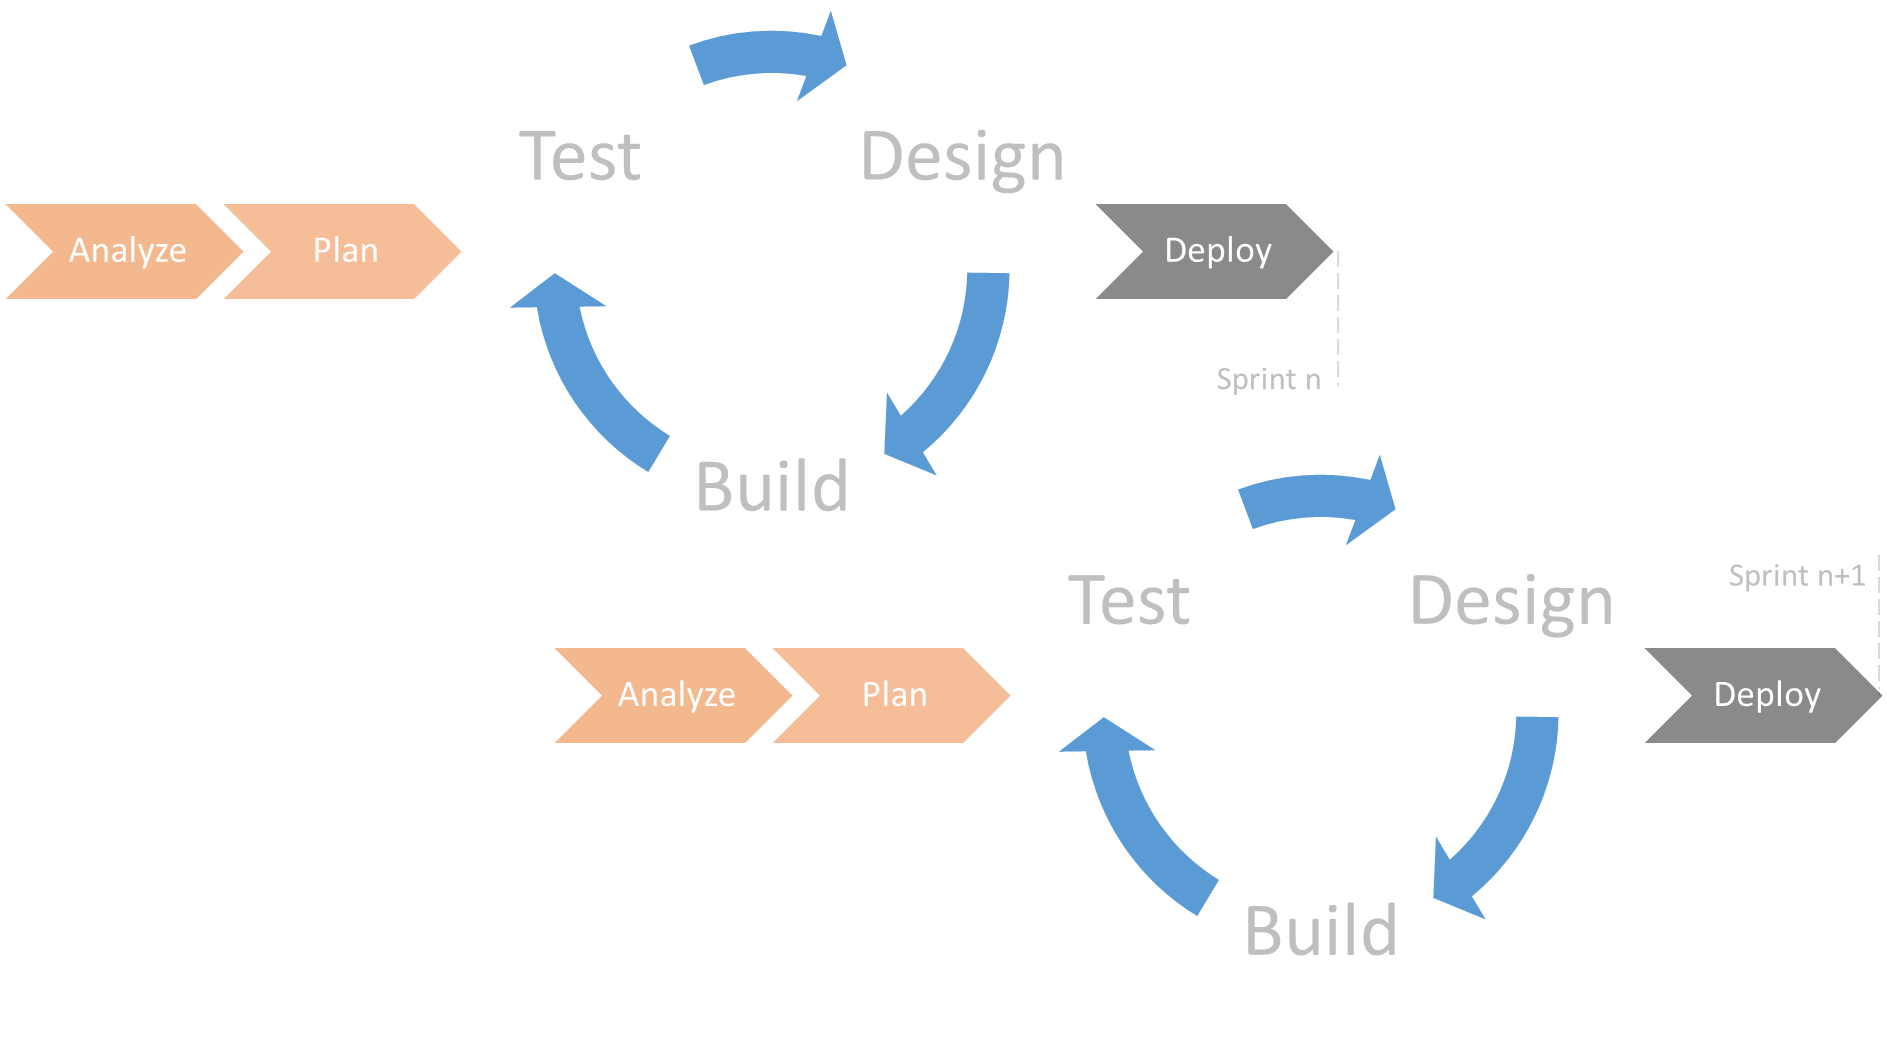 Test
Design
Analyze
Plan
Deploy
Sprint n
Build
Test
Design
Sprint n+1
Analyze
Plan
Deploy
Build